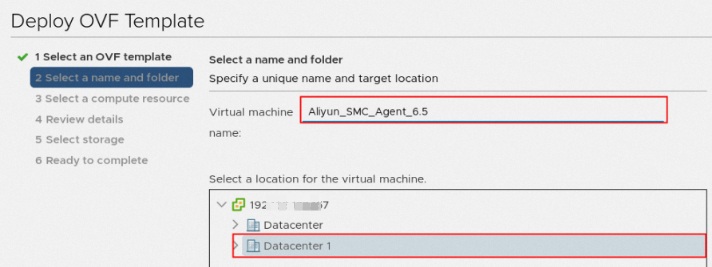 Deploy OVF Template
1 Select an OVF template
2 Select a name and folder
3 Select a compute resource
4 Review details
5 Select storage
6 Ready to complete
Select a name and folder
Specify a unique name and target location
Virtual machine name:
Aliyun_SMC_Agent_6.5
Select a location for the virtual machine.
Datacenter
Datacenter 1